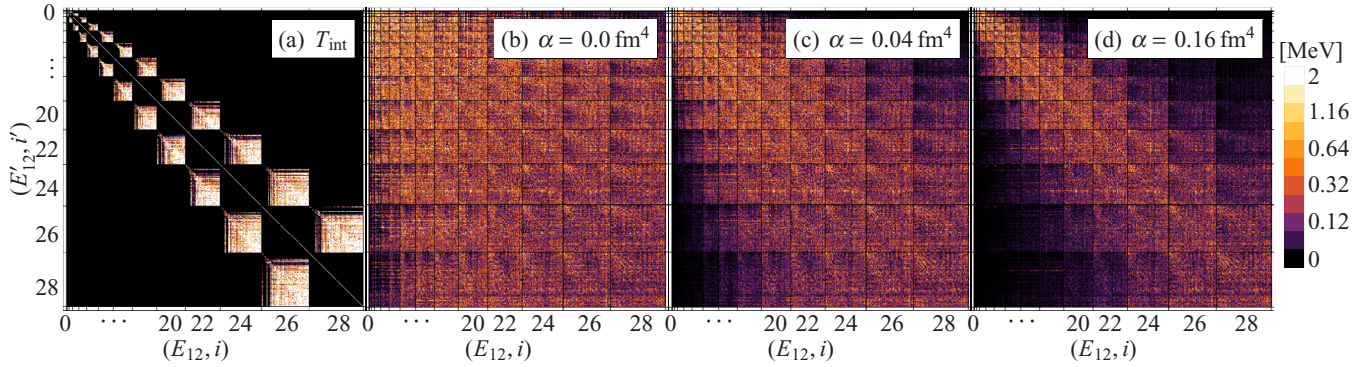 0
⋮
20
22
24
26
28
(E′12, i′)
(a) Tint
(b) α = 0.0 fm⁴
(c) α = 0.04 fm⁴
(d) α = 0.16 fm⁴
[MeV]
2
1.16
0.64
0.32
0.12
0
0 ⋯ 20 22 24 26 28
0 ⋯ 20 22 24 26 28
0 ⋯ 20 22 24 26 28
0 ⋯ 20 22 24 26 28
(E12, i)
(E12, i)
(E12, i)
(E12, i)